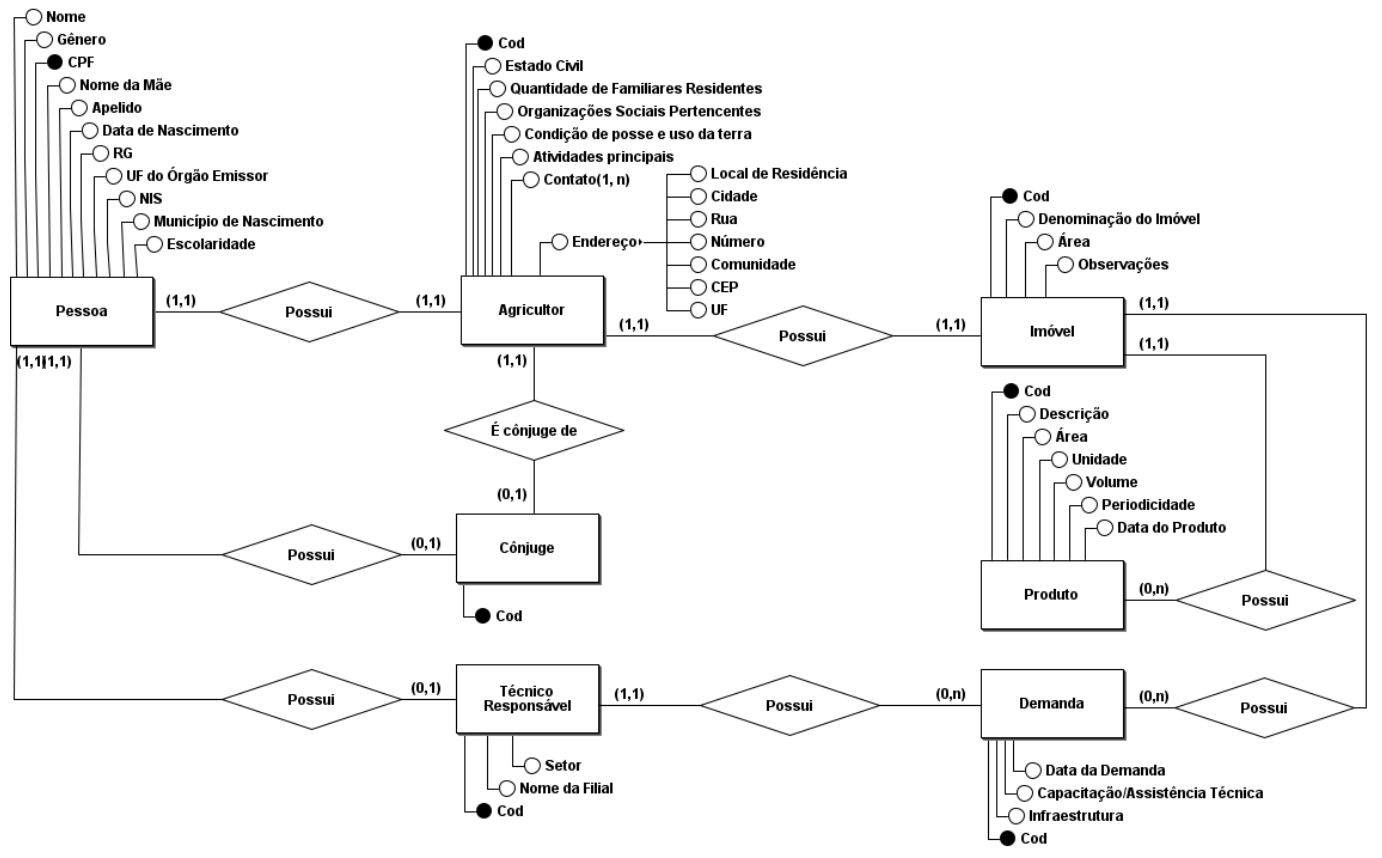 Nome
Gênero
CPF
Nome da Mãe
Apelido
Data de Nascimento
RG
UF do Órgão Emissor
NIS
Município de Nascimento
Escolaridade
Pessoa
(1,1)
Possui
(1,1)
Cod
Estado Civil
Quantidade de Familiares Residentes
Organizações Sociais Pertencentes
Condição de posse e uso da terra
Atividades principais
Contato(1, n)
Endereço
Local de Residência
Cidade
Rua
Número
Comunidade
CEP
UF
Agricultor
(1,1)
Possui
(1,1)
Cod
Denominação do Imóvel
Área
Observações
Imóvel
(1,1)
(1,1)
(1,1)
(1,1)
(1,1)
É cônjuge de
(0,1)
Possui
(0,1)
Cônjuge
Cod
Cod
Descrição
Área
Unidade
Volume
Periodicidade
Data do Produto
Produto
(0,n)
Possui
Possui
(0,1)
Técnico
Responsável
(1,1)
Possui
(0,n)
Demanda
(0,n)
Possui
Setor
Nome da Filial
Cod
Data da Demanda
Capacitação/Assistência Técnica
Infraestrutura
Cod